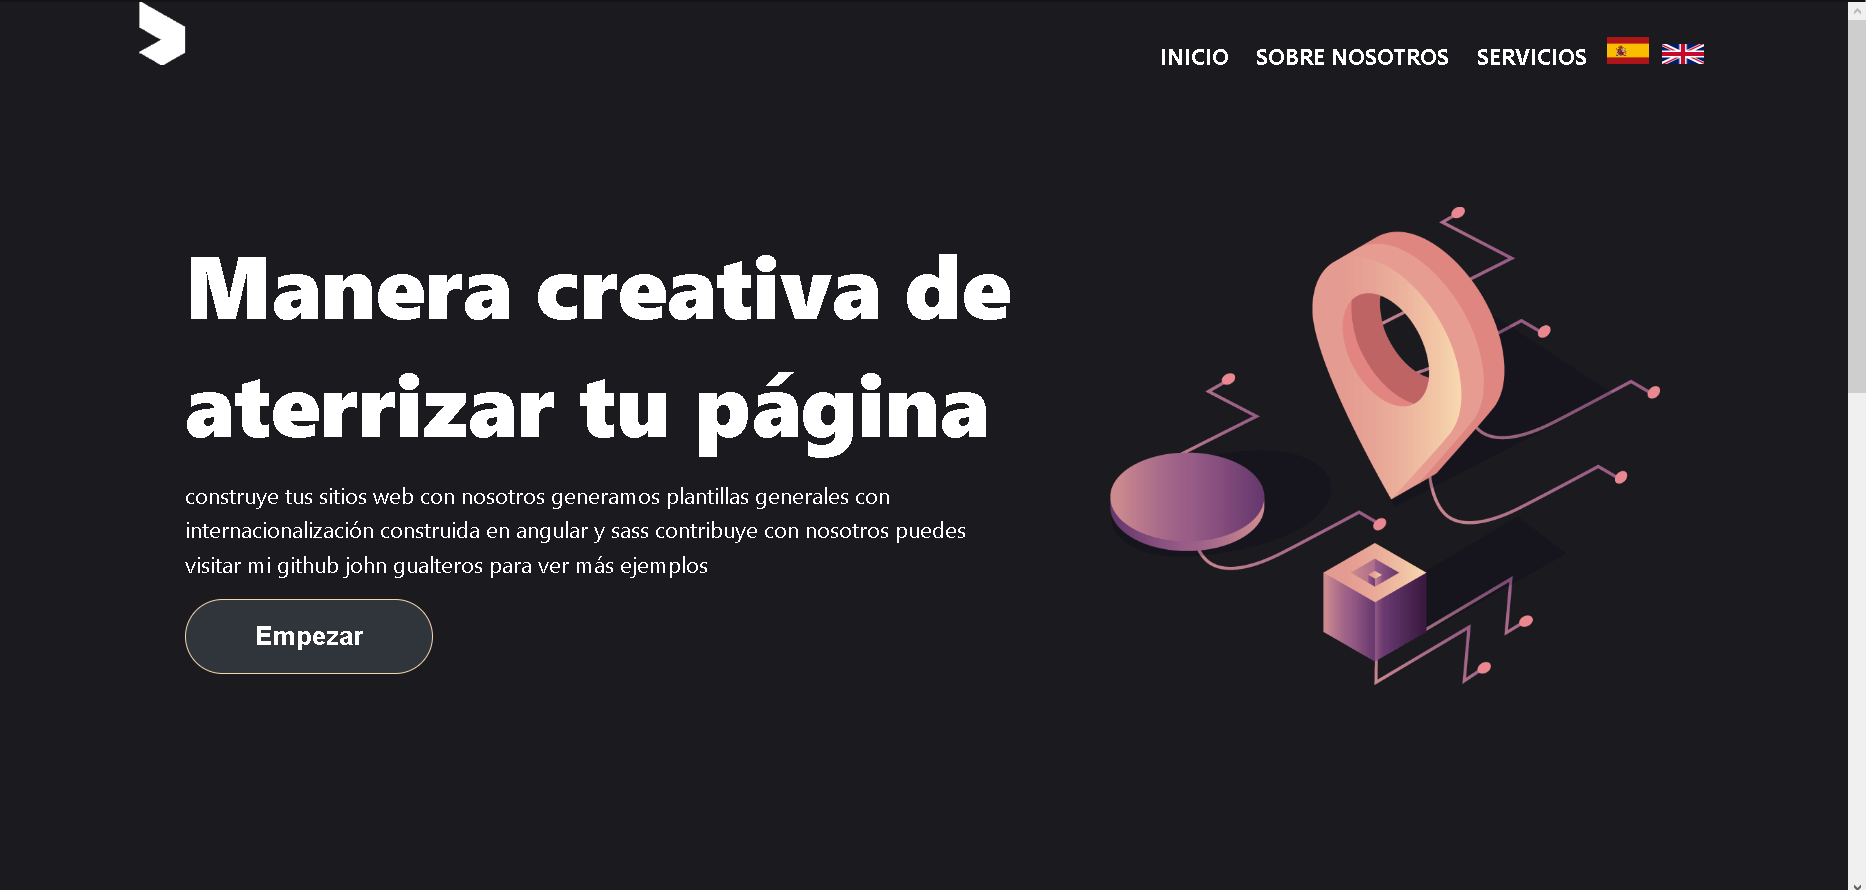 INICIO SOBRE NOSOTROS SERVICIOS
Manera creativa de
aterrizar tu página
construye tus sitios web con nosotros generamos plantillas generales con
internacionalización construida en angular y sass contribuye con nosotros puedes
visitar mi github john gualteros para ver más ejemplos
Empezar